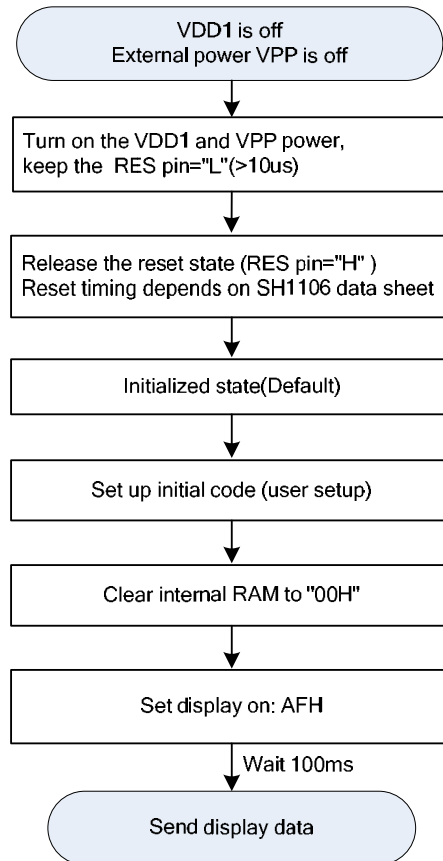 VDD1 is off
External power VPP is off
Turn on the VDD1 and VPP power,
keep the RES pin="L"(>10us)
Release the reset state (RES pin="H" )
Reset timing depends on SH1106 data sheet
Initialized state(Default)
Set up initial code (user setup)
Clear internal RAM to "00H"
Set display on: AFH
Wait 100ms
Send display data